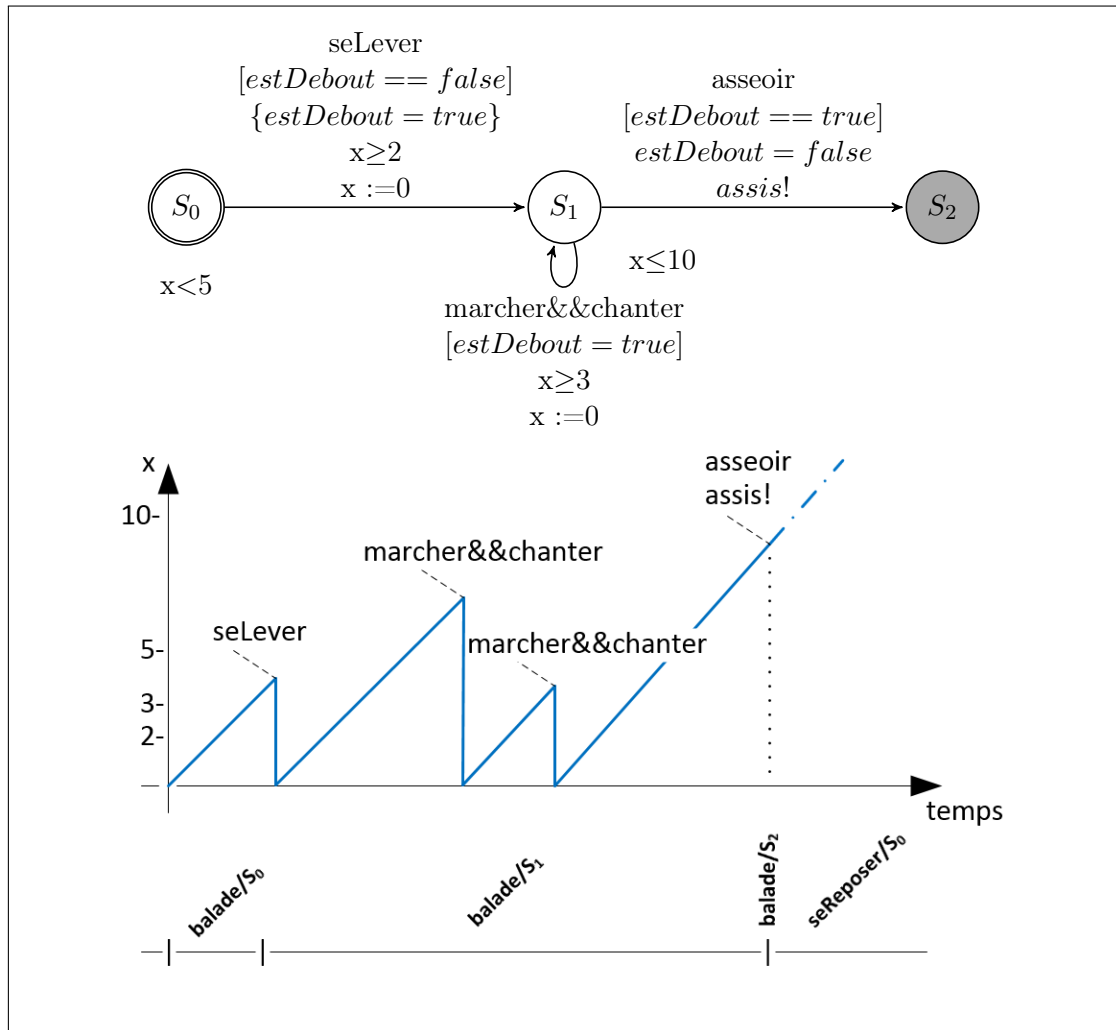 seLever
[estDebout == false]
{estDebout = true}
x≥2
x :=0
asseoir
[estDebout == true]
estDebout = false
assis!
S0
S1
S2
x<5
x≤10
marcher&&chanter
[estDebout = true]
x≥3
x :=0
x
10-
5-
3-
2-
seLever
marcher&&chanter
marcher&&chanter
asseoir
assis!
temps
balade/S0
balade/S1
balade/S2
seReposer/S0